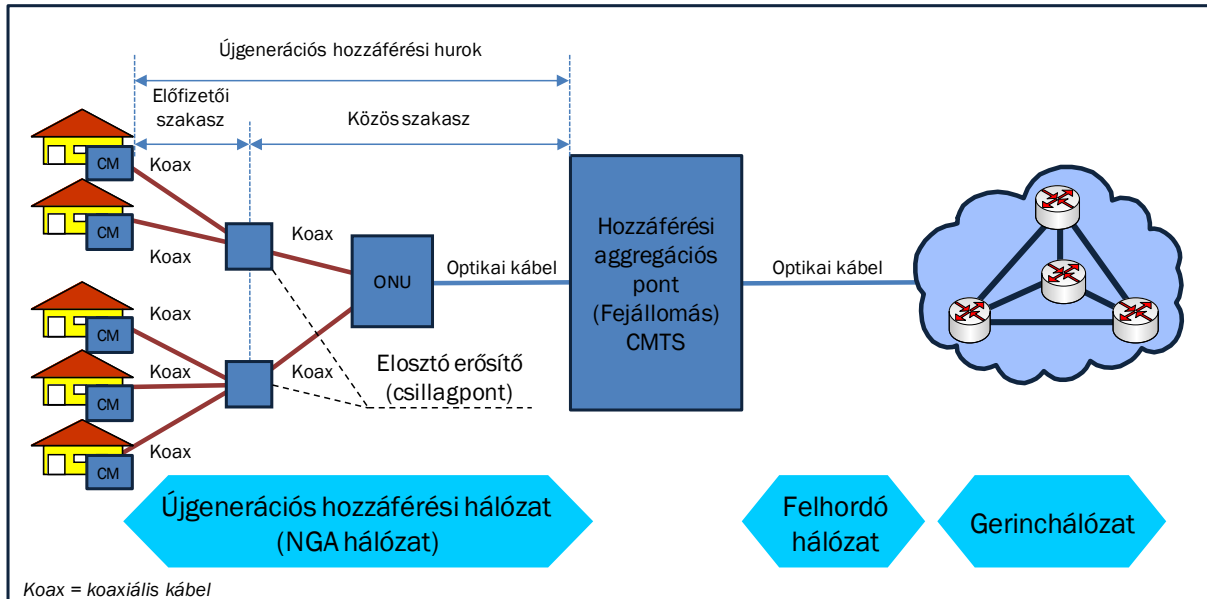 Újgenerációs hozzáférési hurok
Előfizetői
szakasz
Közös szakasz
CM
Koax
CM
Koax
Koax
ONU
Optikai kábel
Hozzáférési
aggregációs
pont
(Fejállomás)
CMTS
Optikai kábel
CM
Koax
CM
Koax
Koax
Elosztó erősítő
(csillagpont)
CM
Koax
Újgenerációs hozzáférési hálózat
(NGA hálózat)
Felhordó
hálózat
Gerinchálózat
Koax = koaxiális kábel